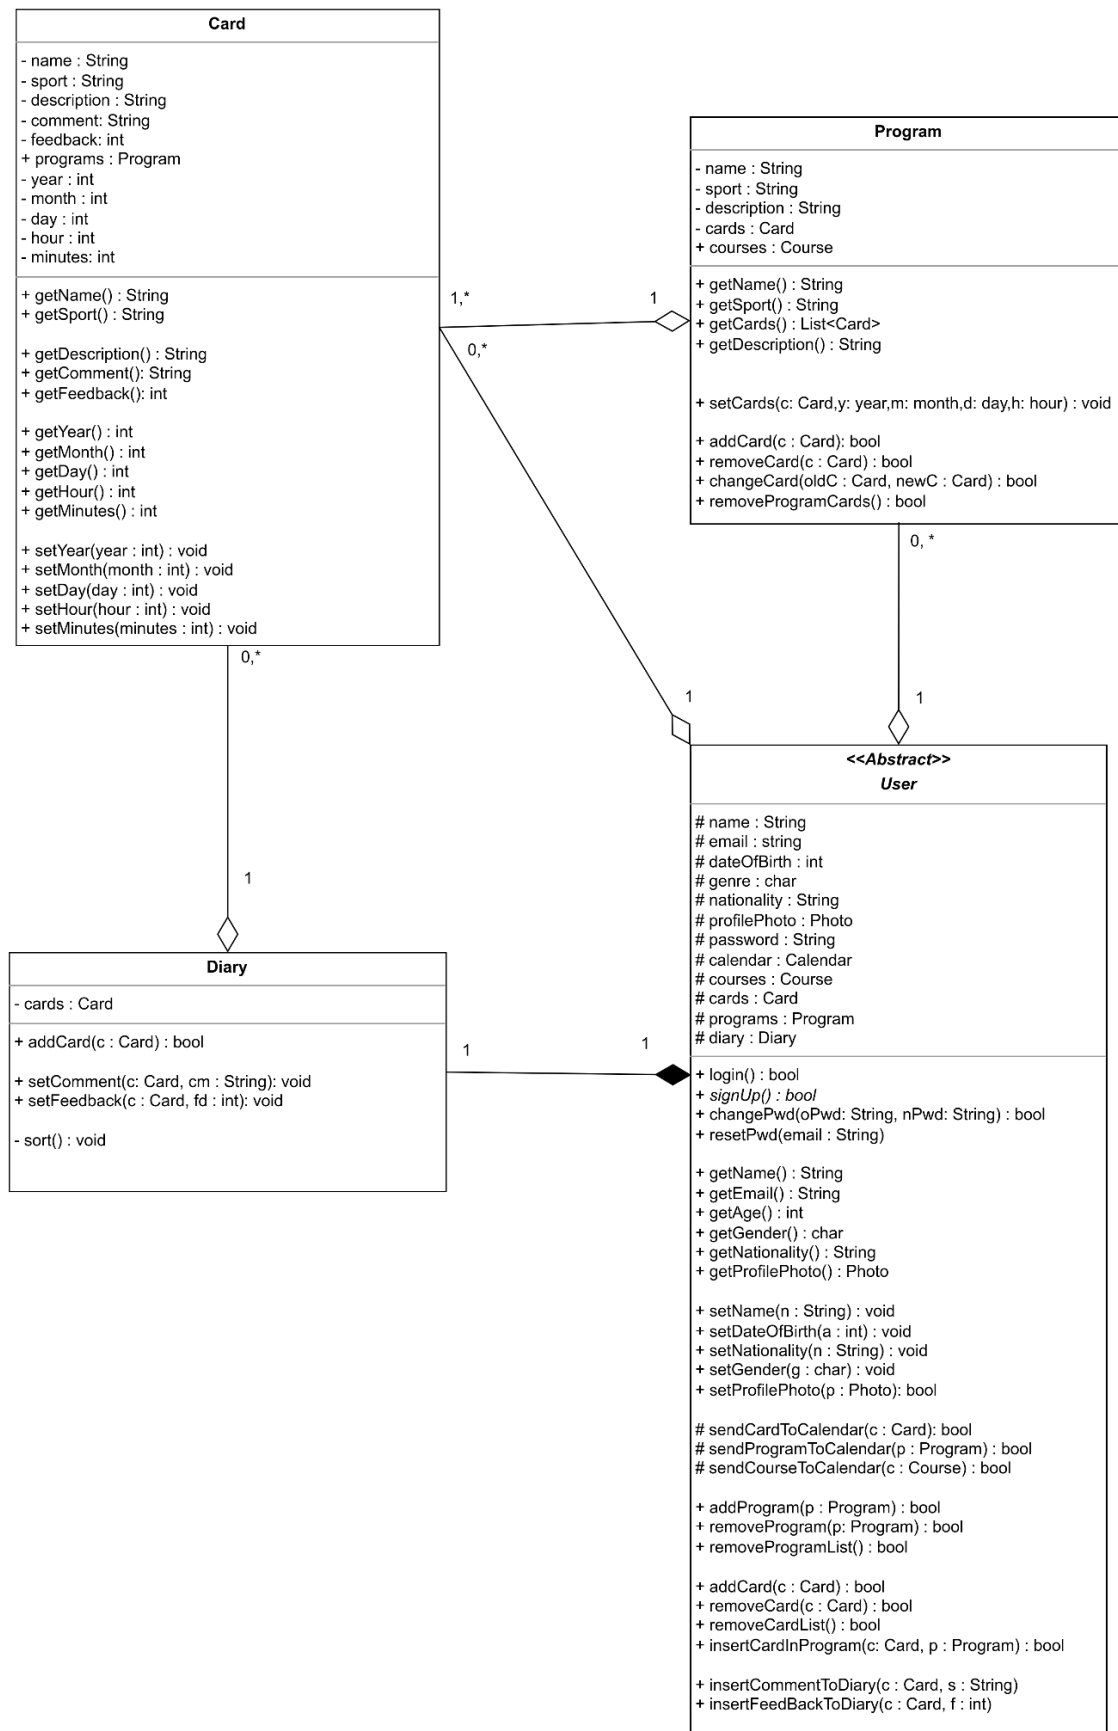 Card
- name : String
- sport : String
- description : String
- comment: String
- feedback: int
+ programs : Program
- year : int
- month : int
- day : int
- hour : int
- minutes: int
+ getName() : String
+ getSport() : String
+ getDescription() : String
+ getComment(): String
+ getFeedback(): int
+ getYear() : int
+ getMonth() : int
+ getDay() : int
+ getHour() : int
+ getMinutes() : int
+ setYear(year : int) : void
+ setMonth(month : int) : void
+ setDay(day : int) : void
+ setHour(hour : int) : void
+ setMinutes(minutes : int) : void
Program
- name : String
- sport : String
- description : String
- cards : Card
+ courses : Course
+ getName() : String
+ getSport() : String
+ getCards() : List<Card>
+ getDescription() : String
+ setCards(c: Card,y: year,m: month,d: day,h: hour) : void
+ addCard(c : Card): bool
+ removeCard(c : Card) : bool
+ changeCard(oldC : Card, newC : Card) : bool
+ removeProgramCards() : bool
1,*
1
0,*
0, *
0,*
1
1
1
Diary
- cards : Card
+ addCard(c : Card) : bool
+ setComment(c: Card, cm : String): void
+ setFeedback(c : Card, fd : int): void
- sort() : void
1
1
<<Abstract>>
User
# name : String
# email : string
# dateOfBirth : int
# genre : char
# nationality : String
# profilePhoto : Photo
# password : String
# calendar : Calendar
# courses : Course
# cards : Card
# programs : Program
# diary : Diary
+ login() : bool
+ signUp() : bool
+ changePwd(oPwd: String, nPwd: String) : bool
+ resetPwd(email : String)
+ getName() : String
+ getEmail() : String
+ getAge() : int
+ getGender() : char
+ getNationality() : String
+ getProfilePhoto() : Photo
+ setName(n : String) : void
+ setDateOfBirth(a : int) : void
+ setNationality(n : String) : void
+ setGender(g : char) : void
+ setProfilePhoto(p : Photo): bool
# sendCardToCalendar(c : Card): bool
# sendProgramToCalendar(p : Program) : bool
# sendCourseToCalendar(c : Course) : bool
+ addProgram(p : Program) : bool
+ removeProgram(p: Program) : bool
+ removeProgramList() : bool
+ addCard(c : Card) : bool
+ removeCard(c : Card) : bool
+ removeCardList() : bool
+ insertCardInProgram(c: Card, p : Program) : bool
+ insertCommentToDiary(c : Card, s : String)
+ insertFeedBackToDiary(c : Card, f : int)